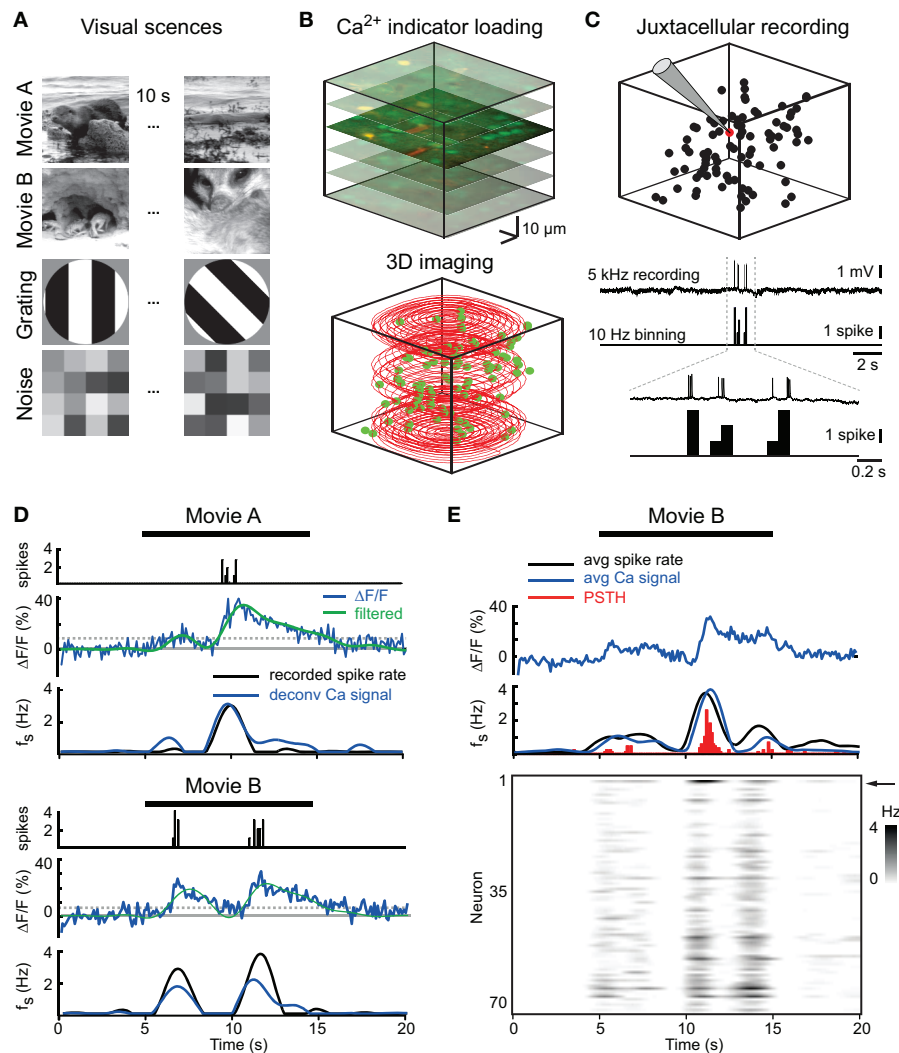 A
Visual scences
Movie A
10 s
...
Movie B
...
Grating
...
Noise
...
B
Ca2+ indicator loading
10 µm
3D imaging
C
Juxtacellular recording
5 kHz recording
1 mV
10 Hz binning
1 spike
2 s
1 spike
0.2 s
D
Movie A
spikes
4
2
ΔF/F (%)
40
0
ΔF/F
filtered
fs (Hz)
4
2
recorded spike rate
deconv Ca signal
0 5 10 15 20
Movie B
spikes
4
2
ΔF/F (%)
40
0
fs (Hz)
4
2
0 5 10 15 20
Time (s)
E
Movie B
avg spike rate
avg Ca signal
PSTH
ΔF/F (%)
40
0
fs (Hz)
4
2
Neuron
1
35
70
Hz
4
0
0 5 10 15 20
Time (s)